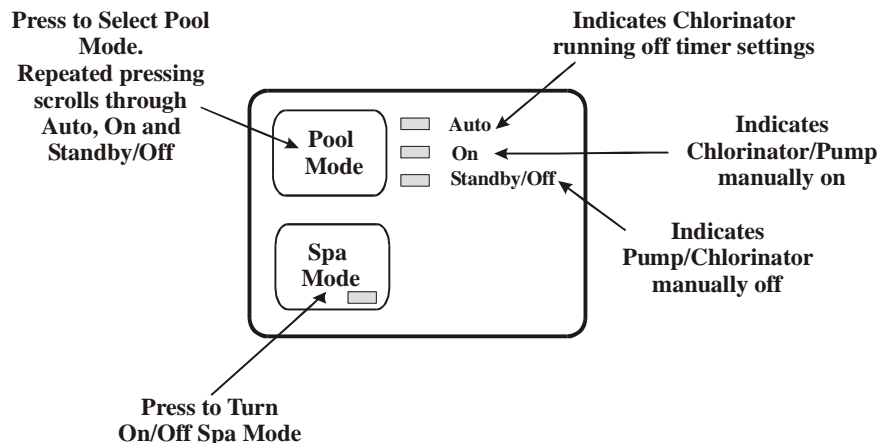 Press to Select Pool
Mode.
Repeated pressing
scrolls through
Auto, On and
Standby/Off
Indicates Chlorinator
running off timer settings
Pool
Mode
Auto
On
Standby/Off
Indicates
Chlorinator/Pump
manually on
Indicates
Pump/Chlorinator
manually off
Spa
Mode
Press to Turn
On/Off Spa Mode